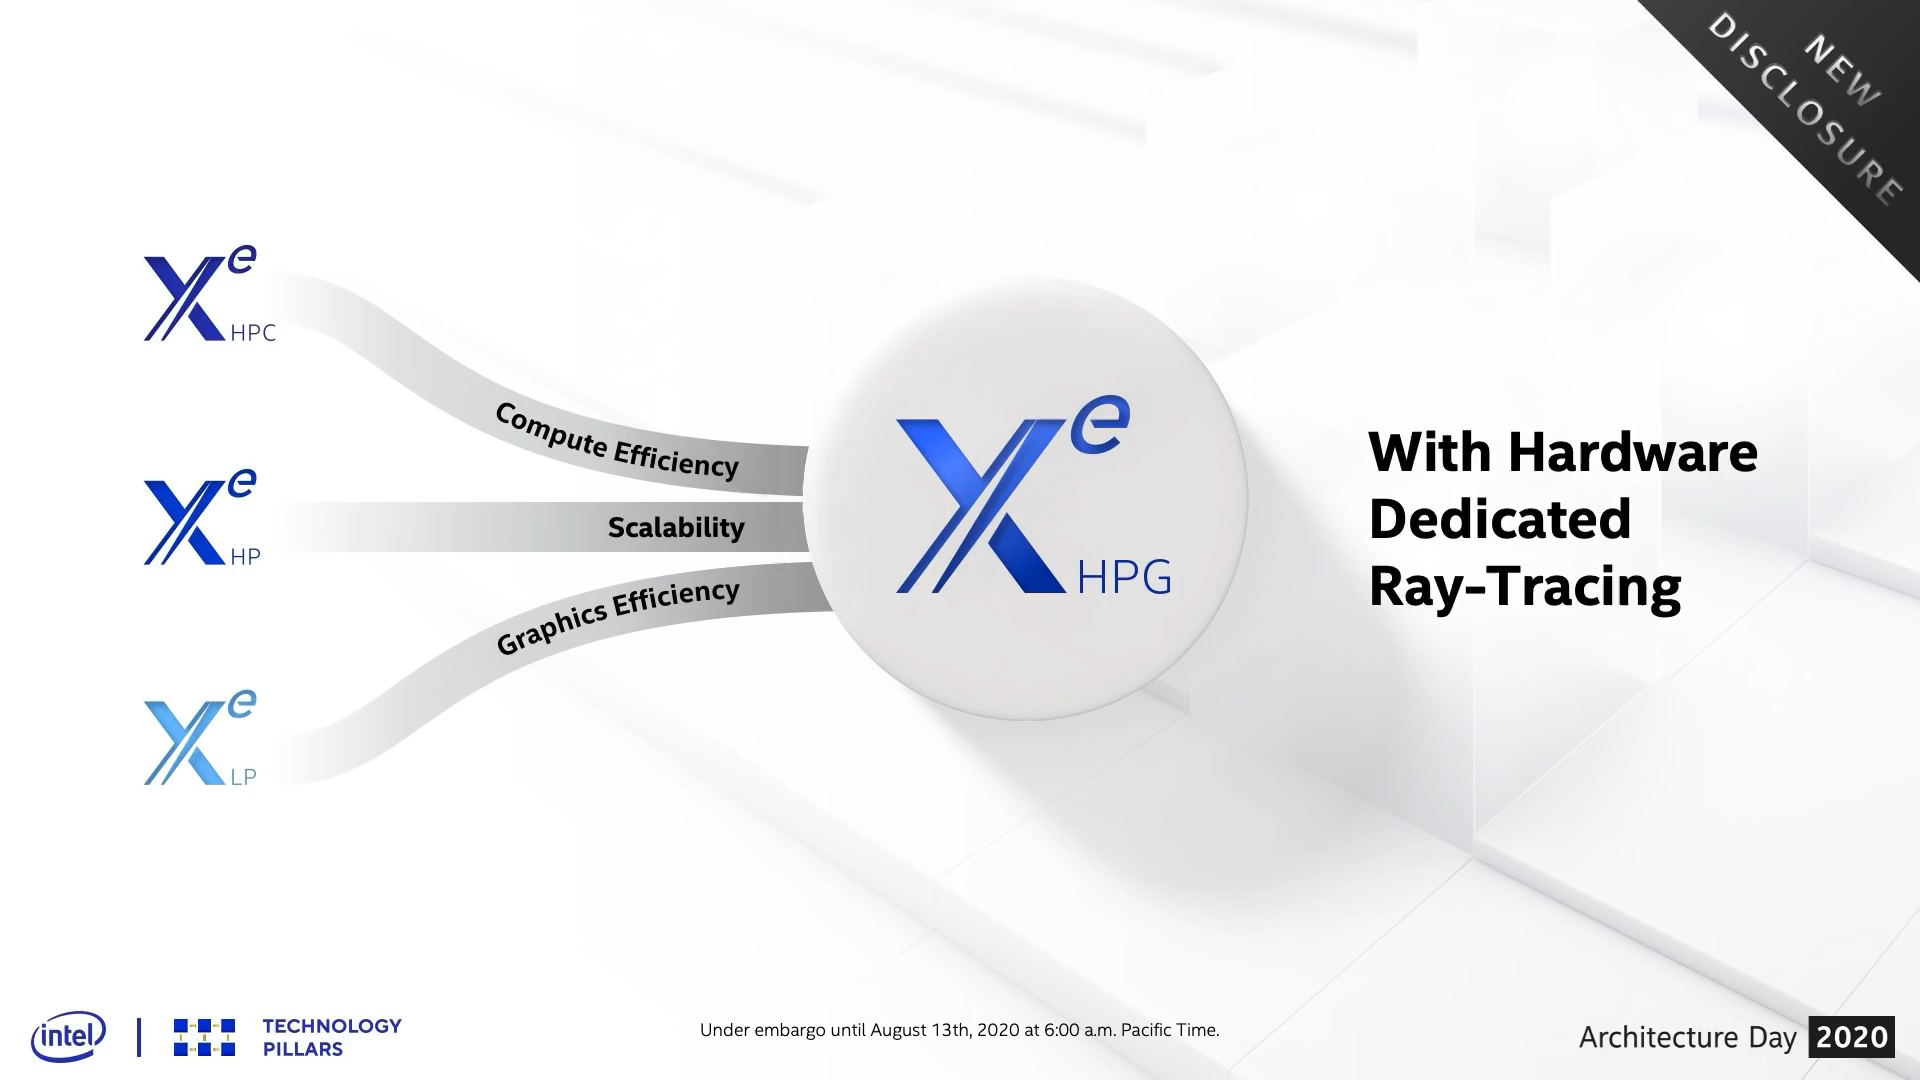 NEW
DISCLOSURE
Xe HPC
Compute Efficiency
Xe HP
Scalability
Xe LP
Graphics Efficiency
Xe HPG
With Hardware
Dedicated
Ray-Tracing
intel
TECHNOLOGY
PILLARS
Under embargo until August 13th, 2020 at 6:00 a.m. Pacific Time.
Architecture Day 2020